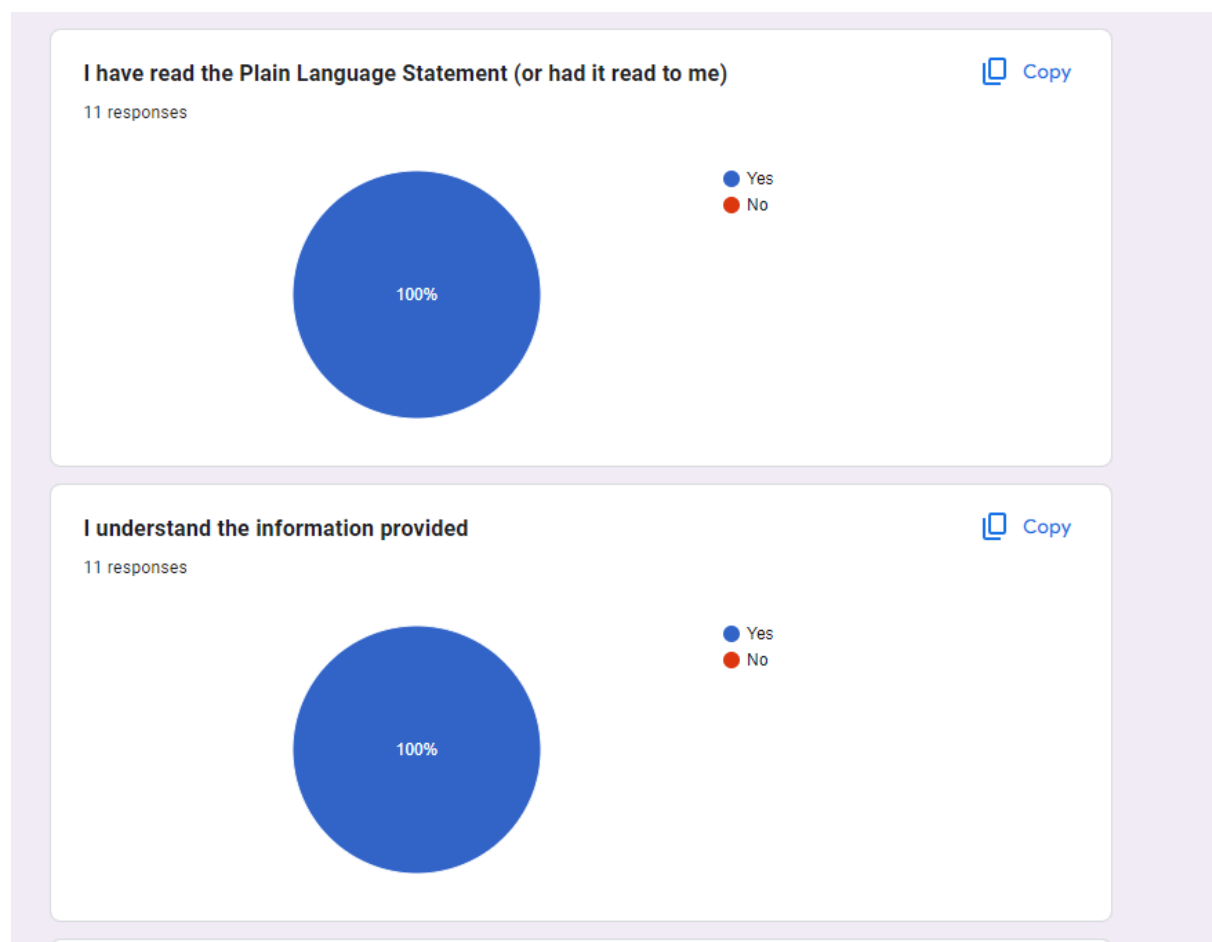 I have read the Plain Language Statement (or had it read to me)
Copy
11 responses
Yes
No
100%
I understand the information provided
Copy
11 responses
Yes
No
100%